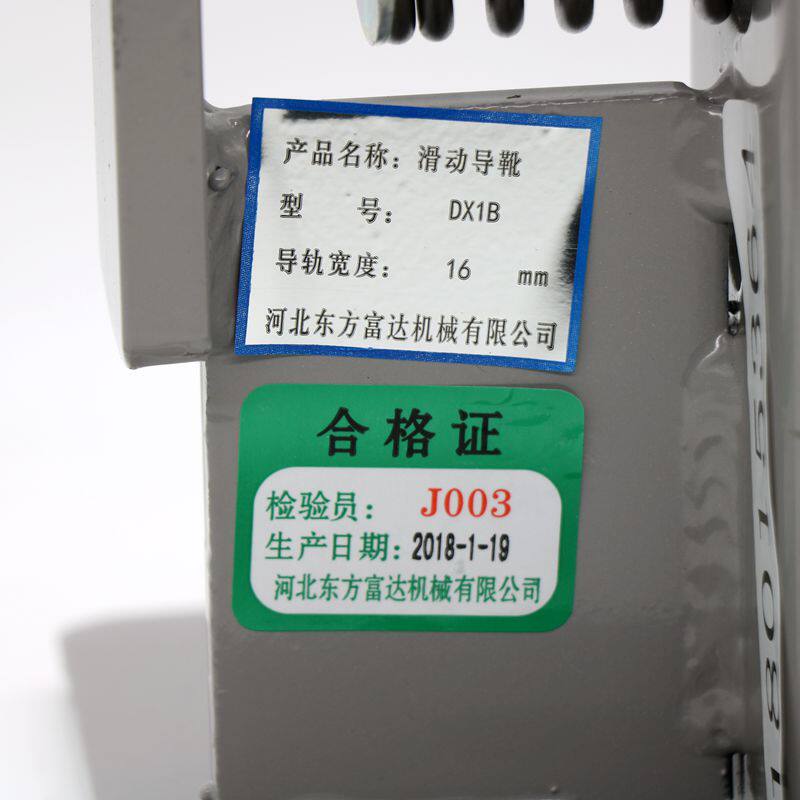 产品名称：滑动导靴
型 号： DX1B
导轨宽度： 16 mm
河北东方富达机械有限公司
合格证
检验员： J003
生产日期：2018-1-19
河北东方富达机械有限公司